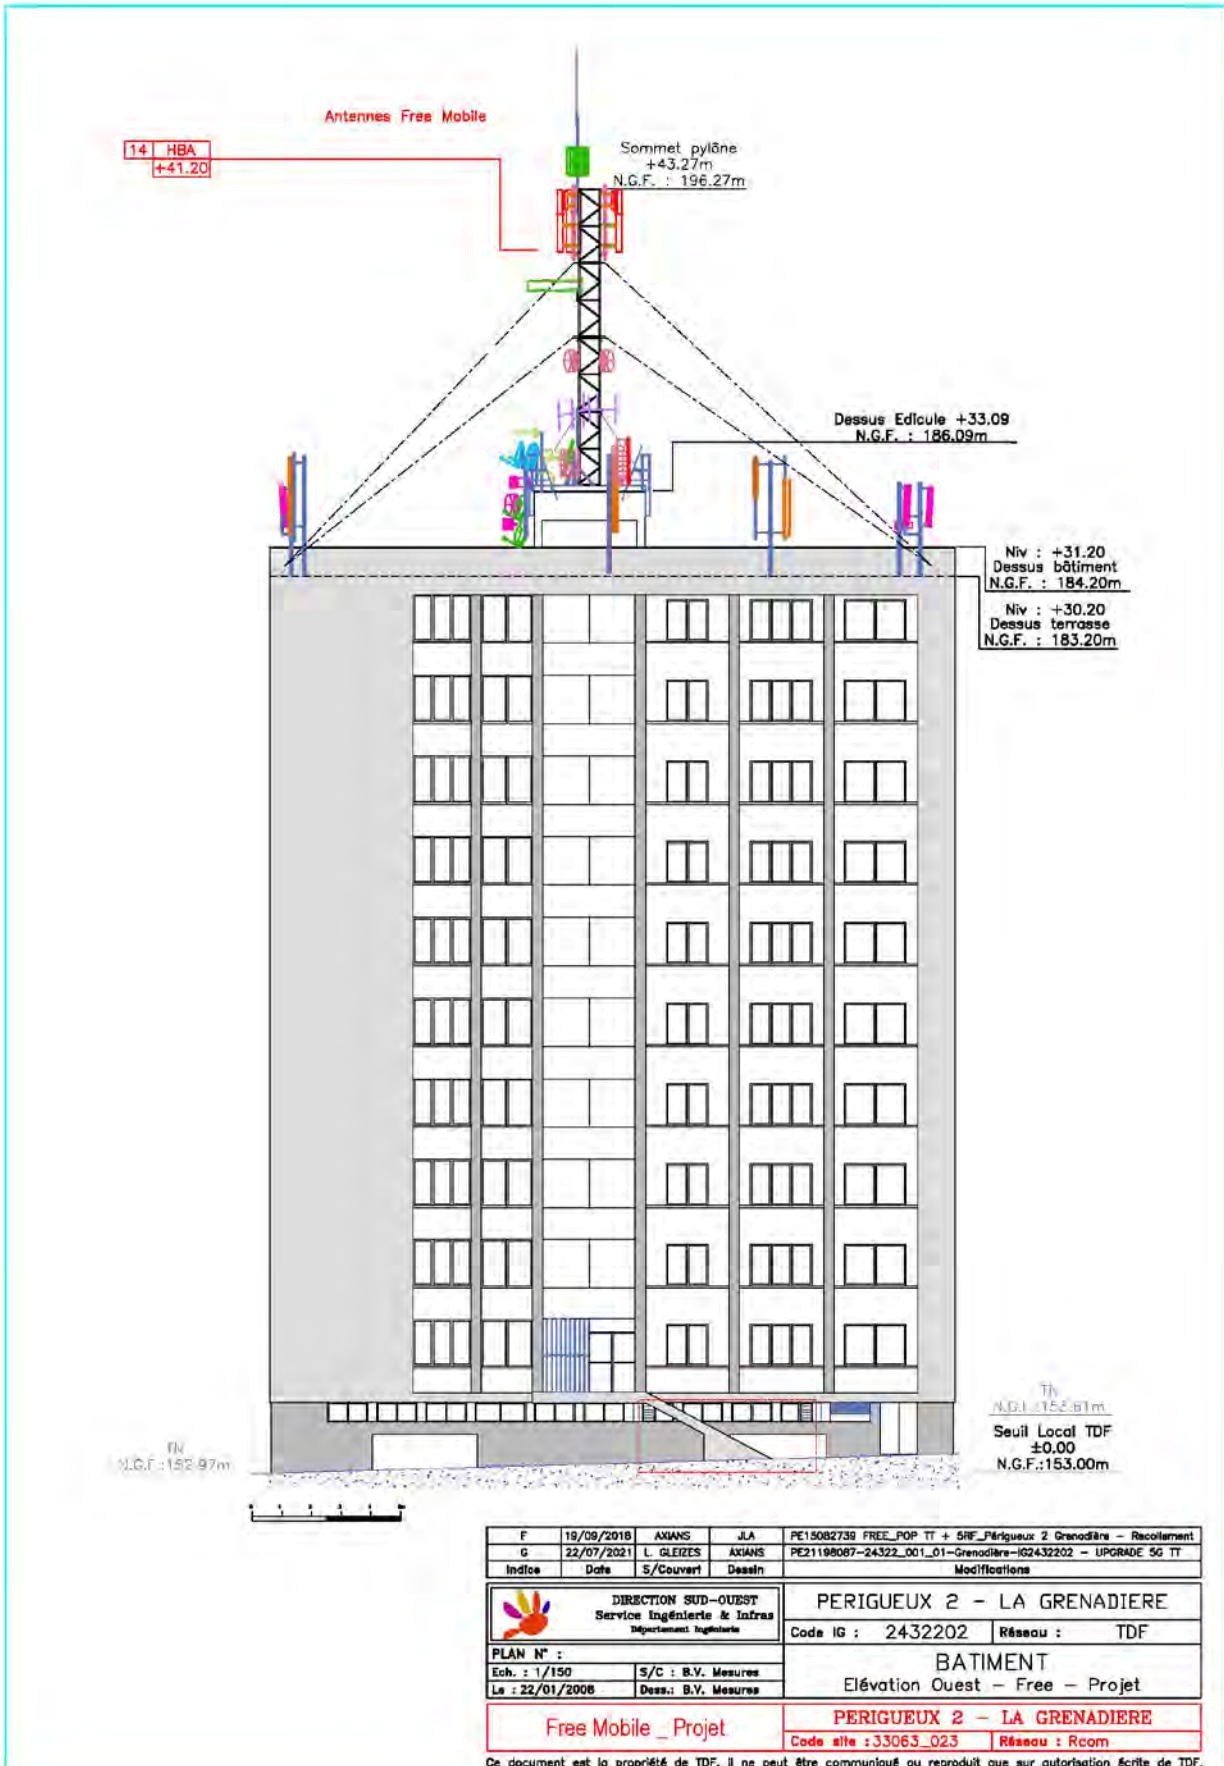 Antennes Free Mobile
14 HBA
+41.20
Sommet pylône
+43.27m
N.G.F. : 196.27m
Dessus Edicule +33.09
N.G.F. : 186.09m
Niv : +31.20
Dessus bâtiment
N.G.F. : 184.20m
Niv : +30.20
Dessus terrasse
N.G.F. : 183.20m
TN
Seuil Local TDF
±0.00
N.G.F.:153.00m
TN
N.G.F.:152.97m
F 19/09/2018 AXIANS JLA PE15082739 FREE_POP TT + 5RF_Périgueux 2 Grenadière - Recollement
G 22/07/2021 L. GLEIZES AXIANS PE21198087-24322_001_01-Grenadière-IG2432202 - UPGRADE 5G TT
Indice Date S/Couvert Dessin Modifications
DIRECTION SUD-OUEST
Service Ingénierie & Infras
Département Ingénierie
PERIGUEUX 2 - LA GRENADIERE
Code IG : 2432202 Réseau : TDF
PLAN N° :
Ech. : 1/150 S/C : B.V. Mesures
Le : 22/01/2008 Dess.: B.V. Mesures
BATIMENT
Elévation Ouest - Free - Projet
Free Mobile _ Projet
PERIGUEUX 2 - LA GRENADIERE
Code site : 33063_023 Réseau : Rcom
Ce document est la propriété de TDF, il ne peut être communiqué ou reproduit que sur autorisation écrite de TDF.